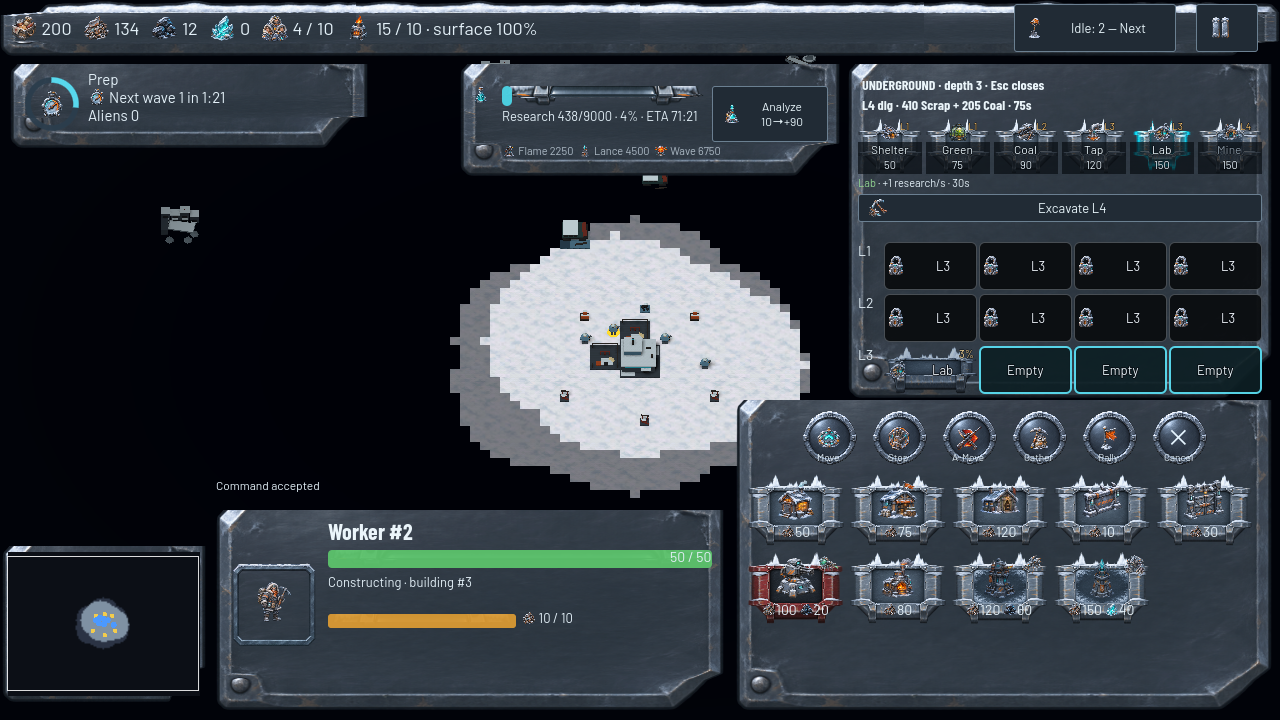 200 134 12 0 4 / 10 15 / 10 · surface 100% Idle: 2 — Next
Prep
Next wave 1 in 1:21
Aliens 0
Research 438/9000 · 4% · ETA 71:21
Flame 2250 Lance 4500 Wave 6750
Analyze
10→+90
UNDERGROUND · depth 3 · Esc closes
L4 dig · 410 Scrap + 205 Coal · 75s
Shelter Green Coal Tap Lab Mine
50 75 90 120 150 150
Lab · +1 research/s · 30s
Excavate L4
L1 L3 L3 L3 L3
L2 L3 L3 L3 L3
L3 Lab 3% Empty Empty Empty
Move Stop A-Move Gather Rally Cancel
50 75 120 10 30
100 20 80 120 60 150 40
Command accepted
Worker #2
50 / 50
Constructing · building #3
10 / 10